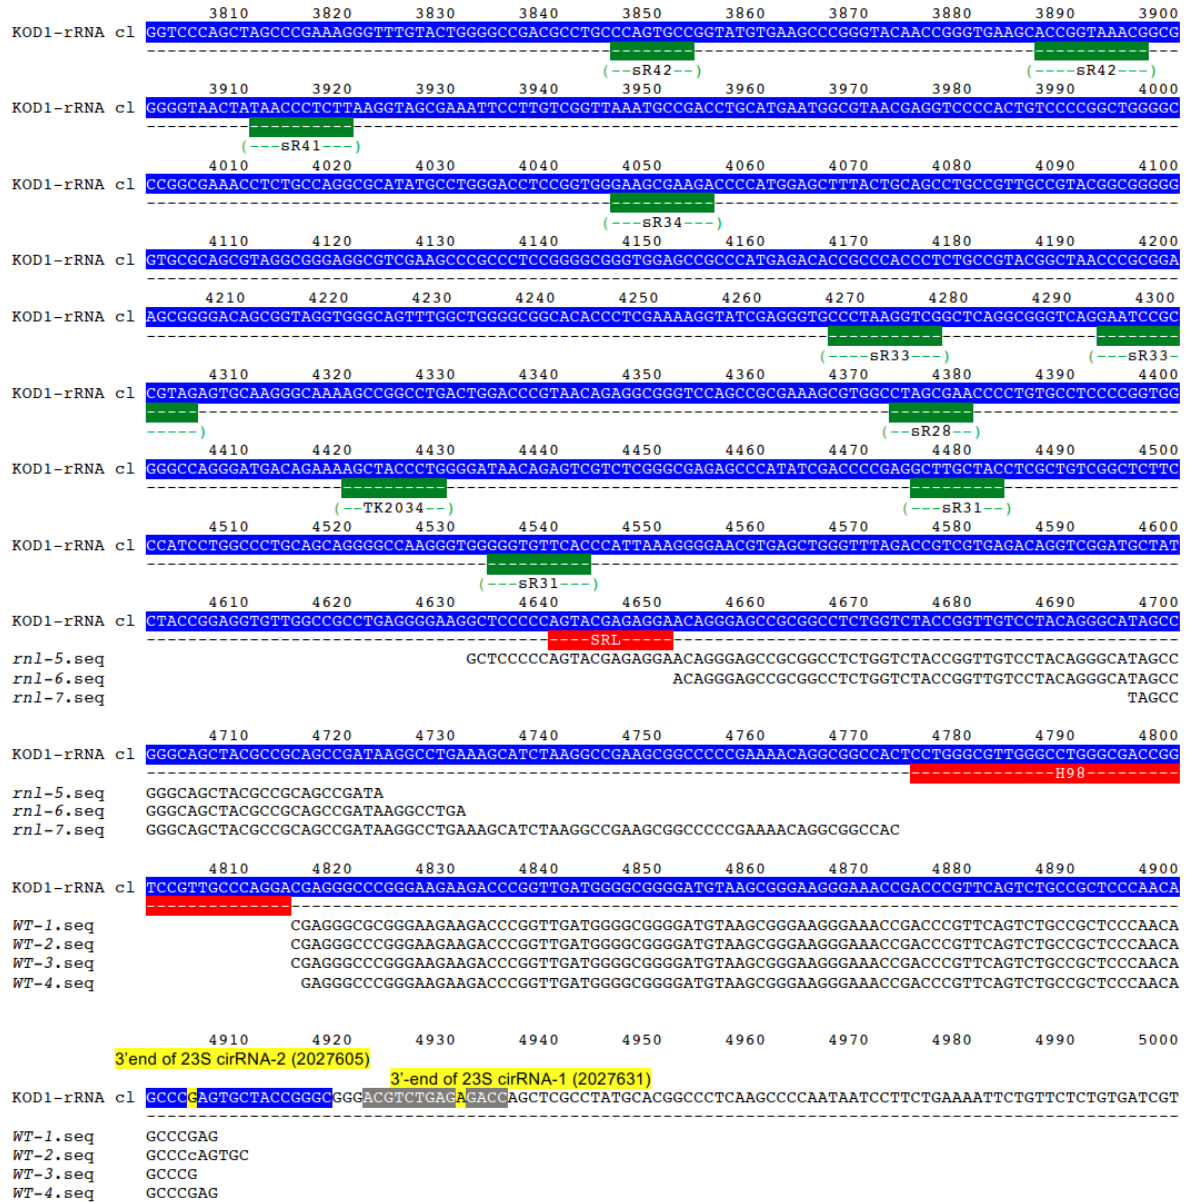 3810 3820 3830 3840 3850 3860 3870 3880 3890 3900
KOD1-rRNA cl GGTCCCAGCTAGCCCGAAAGGGTTTGTACTGGGGCCGACGCCTGCCCAGTGCCGGTATGTGAAGCCCGGGTACAACCGGGTGAAGCACCGGTAAACGGCG
(--sR42--) (----sR42---)
3910 3920 3930 3940 3950 3960 3970 3980 3990 4000
KOD1-rRNA cl GGGGTAACTATAACCCTCTTAAGGTAGCGAAATTCCTTGTCGGTTAAATGCCGACCTGCATGAATGGCGTAACGAGGTCCCCACTGTCCCCGGCTGGGGC
(---sR41---)
4010 4020 4030 4040 4050 4060 4070 4080 4090 4100
KOD1-rRNA cl CCGGCGAAACCTCTGCCAGGCGCATATGCCTGGGACCTCCGGTGGGAAGCGAAGACCCCATGGAGCTTTACTGCAGCCTGCCGTTGCCGTACGGCGGGGG
(---sR34---)
4110 4120 4130 4140 4150 4160 4170 4180 4190 4200
KOD1-rRNA cl GTGCGCAGCGTAGGCGGGAGGCGTCGAAGCCCGCCCTCCGGGGCGGGTGGAGCCGCCCATGAGACACCGCCCACCCTCTGCCGTACGGCTAACCCGCGGA
4210 4220 4230 4240 4250 4260 4270 4280 4290 4300
KOD1-rRNA cl AGCGGGGACAGCGGTAGGTGGGCAGTTTGGCTGGGGCGGCACACCCTCGAAAAGGTATCGAGGGTGCCCTAAGGTCGGCTCAGGCGGGTCAGGAATCCGC
(----sR33---) (---sR33-
4310 4320 4330 4340 4350 4360 4370 4380 4390 4400
KOD1-rRNA cl CGTAGAGTGCAAGGGCAAAAGCCGGCCTGACTGGACCCGTAACAGAGGCGGGTCCAGCCGCGAAAGCGTGGCCTAGCGAACCCCTGTGCCTCCCCGGTGG
-----) (--sR28--)
4410 4420 4430 4440 4450 4460 4470 4480 4490 4500
KOD1-rRNA cl GGGCCAGGGATGACAGAAAAGCTACCCTGGGGATAACAGAGTCGTCTCGGGCGAGAGCCCATATCGACCCCGAGGCTTGCTACCTCGCTGTCGGCTCTTC
(--TK2034--) (---sR31--)
4510 4520 4530 4540 4550 4560 4570 4580 4590 4600
KOD1-rRNA cl CCATCCTGGCCCTGCAGCAGGGGCCAAGGGTGGGGGTGTTCACCCATTAAAGGGGAACGTGAGCTGGGTTTAGACCGTCGTGAGACAGGTCGGATGCTAT
(---sR31---)
4610 4620 4630 4640 4650 4660 4670 4680 4690 4700
KOD1-rRNA cl CTACCGGAGGTGTTGGCCGCCTGAGGGGAAGGCTCCCCCAGTACGAGAGGAACAGGGAGCCGCGGCCTCTGGTCTACCGGTTGTCCTACAGGGCATAGCC
----SRL-----
rnl-5.seq GCTCCCCCAGTACGAGAGGAACAGGGAGCCGCGGCCTCTGGTCTACCGGTTGTCCTACAGGGCATAGCC
rnl-6.seq ACAGGGAGCCGCGGCCTCTGGTCTACCGGTTGTCCTACAGGGCATAGCC
rnl-7.seq TAGCC
4710 4720 4730 4740 4750 4760 4770 4780 4790 4800
KOD1-rRNA cl GGGCAGCTACGCCGCAGCCGATAAGGCCTGAAAGCATCTAAGGCCGAAGCGGCCCCCGAAAACAGGCGGCCACTCCTGGGCGTTGGGCCTGGGCGACCGG
--------------H98---------
rnl-5.seq GGGCAGCTACGCCGCAGCCGATA
rnl-6.seq GGGCAGCTACGCCGCAGCCGATAAGGCCTGA
rnl-7.seq GGGCAGCTACGCCGCAGCCGATAAGGCCTGAAAGCATCTAAGGCCGAAGCGGCCCCCGAAAACAGGCGGCCAC
4810 4820 4830 4840 4850 4860 4870 4880 4890 4900
KOD1-rRNA cl TCCGTTGCCCAGGACGAGGGCCCGGGAAGAAGACCCGGTTGATGGGGCGGGGATGTAAGCGGGAAGGGAAACCGACCCGTTCAGTCTGCCGCTCCCAACA
WT-1.seq CGAGGGCGCGGGAAGAAGACCCGGTTGATGGGGCGGGGATGTAAGCGGGAAGGGAAACCGACCCGTTCAGTCTGCCGCTCCCAACA
WT-2.seq CGAGGGCCCGGGAAGAAGACCCGGTTGATGGGGCGGGGATGTAAGCGGGAAGGGAAACCGACCCGTTCAGTCTGCCGCTCCCAACA
WT-3.seq CGAGGGCCCGGGAAGAAGACCCGGTTGATGGGGCGGGGATGTAAGCGGGAAGGGAAACCGACCCGTTCAGTCTGCCGCTCCCAACA
WT-4.seq GAGGGCCCGGGAAGAAGACCCGGTTGATGGGGCGGGGATGTAAGCGGGAAGGGAAACCGACCCGTTCAGTCTGCCGCTCCCAACA
4910 4920 4930 4940 4950 4960 4970 4980 4990 5000
3'end of 23S cirRNA-2 (2027605)
3'-end of 23S cirRNA-1 (2027631)
KOD1-rRNA cl GCCCGAGTGCTACCGGGCGGGACGTCTGAGAGACCAGCTCGCCTATGCACGGCCCTCAAGCCCCAATAATCCTTCTGAAAATTCTGTTCTCTGTGATCGT
WT-1.seq GCCCGAG
WT-2.seq GCCCcAGTGC
WT-3.seq GCCCG
WT-4.seq GCCCGAG